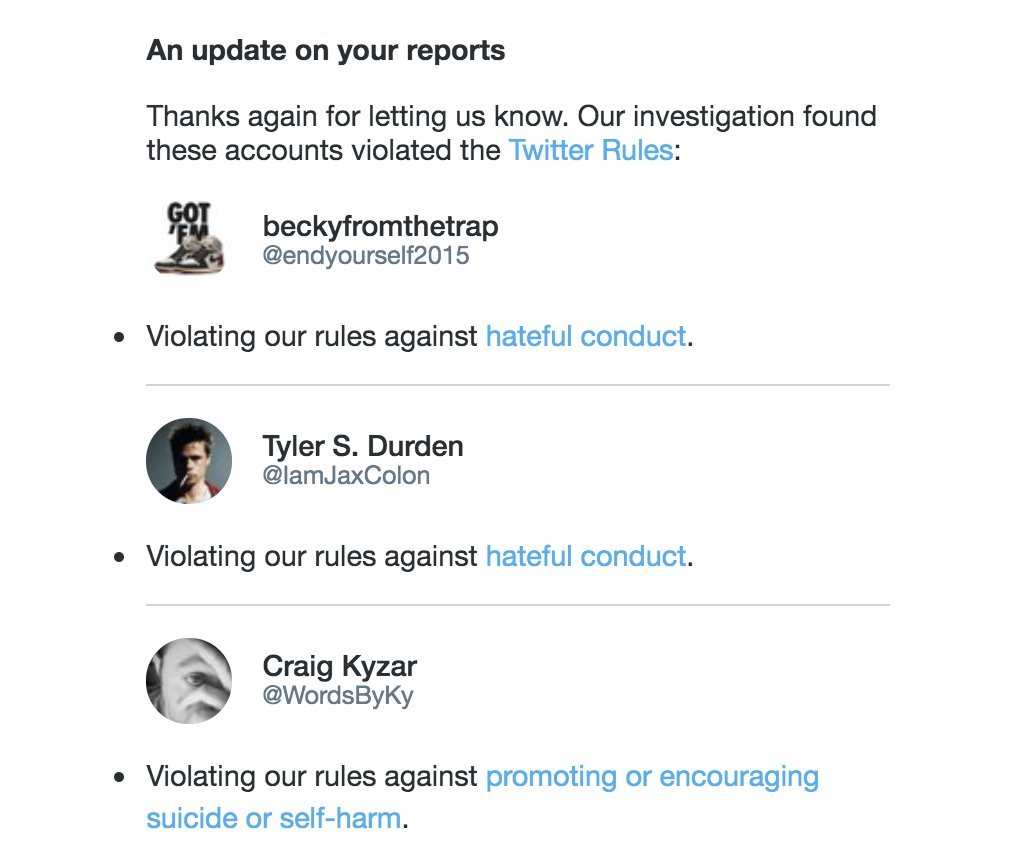 An update on your reports
Thanks again for letting us know. Our investigation found
these accounts violated the Twitter Rules:
GOT
'EM
beckyfromthetrap
@endyourself2015
• Violating our rules against hateful conduct.
Tyler S. Durden
@IamJaxColon
• Violating our rules against hateful conduct.
Craig Kyzar
@WordsByKy
• Violating our rules against promoting or encouraging
suicide or self-harm.